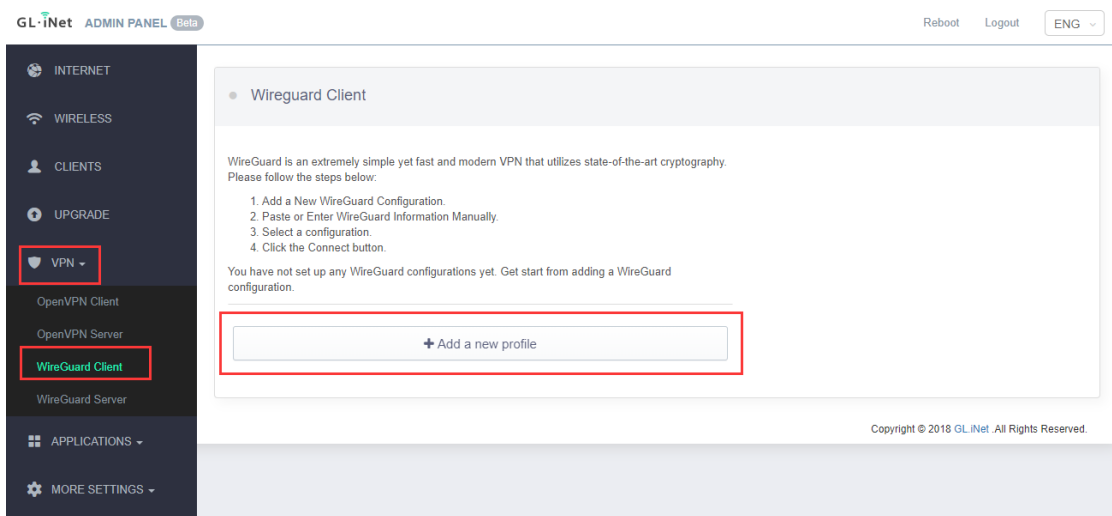 GL·iNet ADMIN PANEL Beta
Reboot Logout ENG
INTERNET
WIRELESS
CLIENTS
UPGRADE
VPN
OpenVPN Client
OpenVPN Server
WireGuard Client
WireGuard Server
APPLICATIONS
MORE SETTINGS
Wireguard Client
WireGuard is an extremely simple yet fast and modern VPN that utilizes state-of-the-art cryptography.
Please follow the steps below:
1. Add a New WireGuard Configuration.
2. Paste or Enter WireGuard Information Manually.
3. Select a configuration.
4. Click the Connect button.
You have not set up any WireGuard configurations yet. Get start from adding a WireGuard
configuration.
+ Add a new profile
Copyright © 2018 GL.iNet .All Rights Reserved.